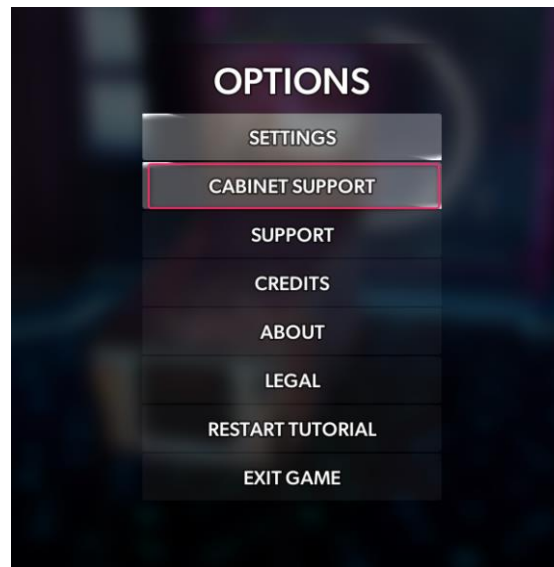 OPTIONS
SETTINGS
CABINET SUPPORT
SUPPORT
CREDITS
ABOUT
LEGAL
RESTART TUTORIAL
EXIT GAME